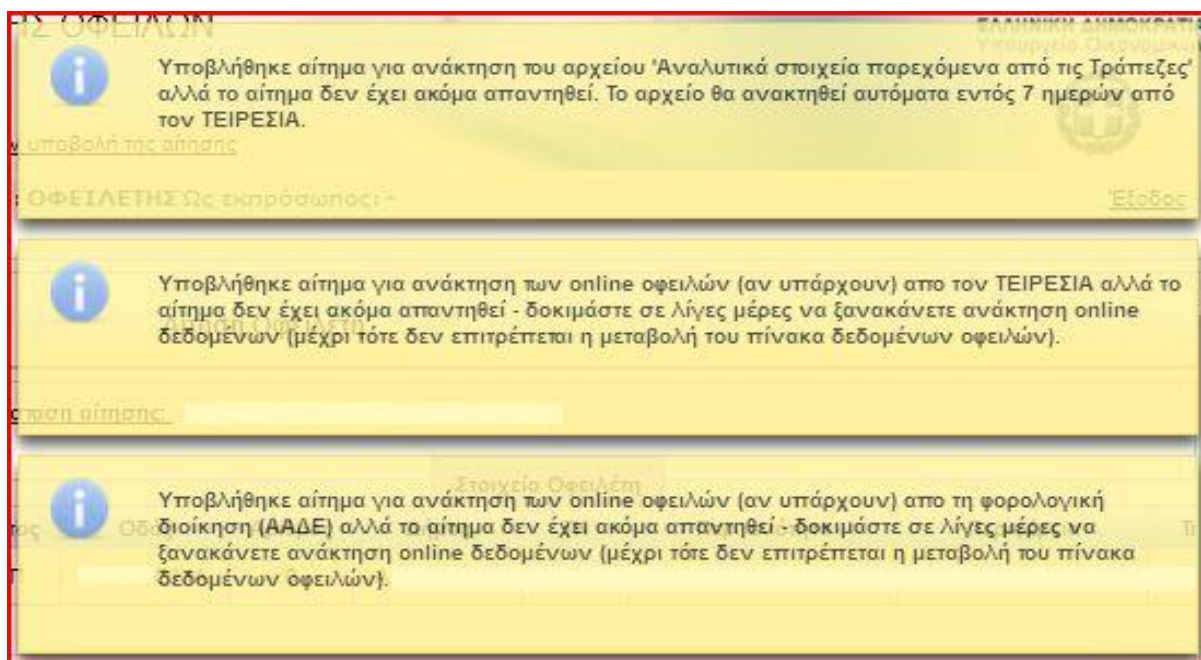 ΙΣ ΟΦΕΙΛΩΝ
ΕΛΛΗΝΙΚΗ ΔΗΜΟΚΡΑΤΙ
Υπουργείο Οικονομικώ
Υποβλήθηκε αίτημα για ανάκτηση του αρχείου 'Αναλυτικά στοιχεία παρεχόμενα από τις Τράπεζες'
αλλά το αίτημα δεν έχει ακόμα απαντηθεί. Το αρχείο θα ανακτηθεί αυτόματα εντός 7 ημερών από
τον ΤΕΙΡΕΣΙΑ.
υποβολή της αίτησης
: ΟΦΕΙΛΕΤΗΣ Ως εκπρόσωπος: -
Έξοδος
Υποβλήθηκε αίτημα για ανάκτηση των online οφειλών (αν υπάρχουν) απο τον ΤΕΙΡΕΣΙΑ αλλά το
αίτημα δεν έχει ακόμα απαντηθεί - δοκιμάστε σε λίγες μέρες να ξανακάνετε ανάκτηση online
δεδομένων (μέχρι τότε δεν επιτρέπεται η μεταβολή του πίνακα δεδομένων οφειλών).
σταση αίτησης:
Στοιχεία Οφειλέτη
Υποβλήθηκε αίτημα για ανάκτηση των online οφειλών (αν υπάρχουν) απο τη φορολογική
διοίκηση (ΑΑΔΕ) αλλά το αίτημα δεν έχει ακόμα απαντηθεί - δοκιμάστε σε λίγες μέρες να
ξανακάνετε ανάκτηση online δεδομένων (μέχρι τότε δεν επιτρέπεται η μεταβολή του πίνακα
δεδομένων οφειλών).